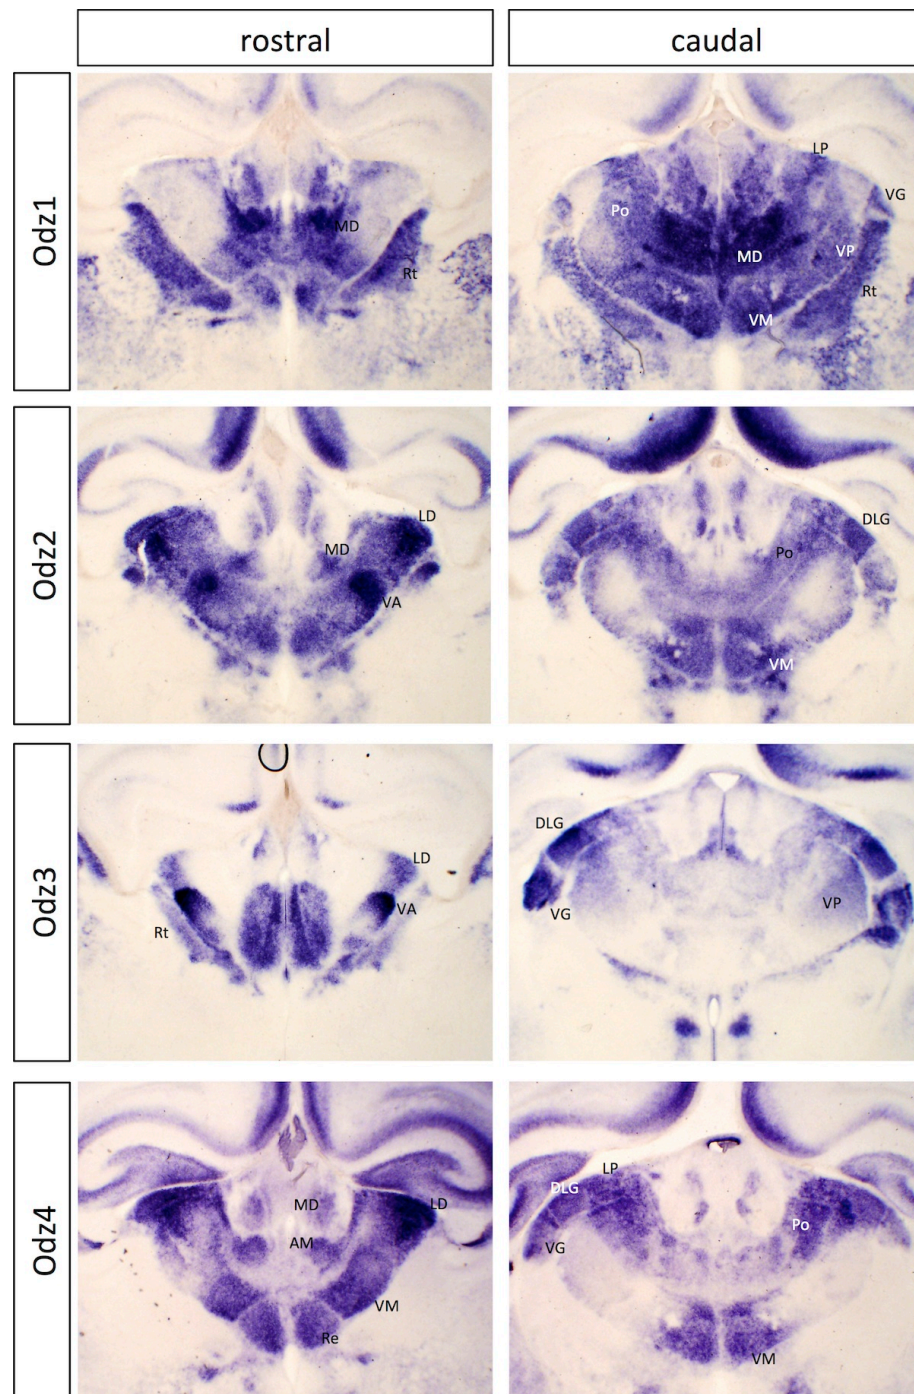 rostral
caudal
Odz1
MD
Rt
LP
VG
Po
MD
VP
Rt
VM
Odz2
LD
MD
VA
DLG
Po
VM
Odz3
LD
VA
Rt
DLG
VG
VP
Odz4
MD
LD
AM
VM
Re
LP
DLG
Po
VG
VM